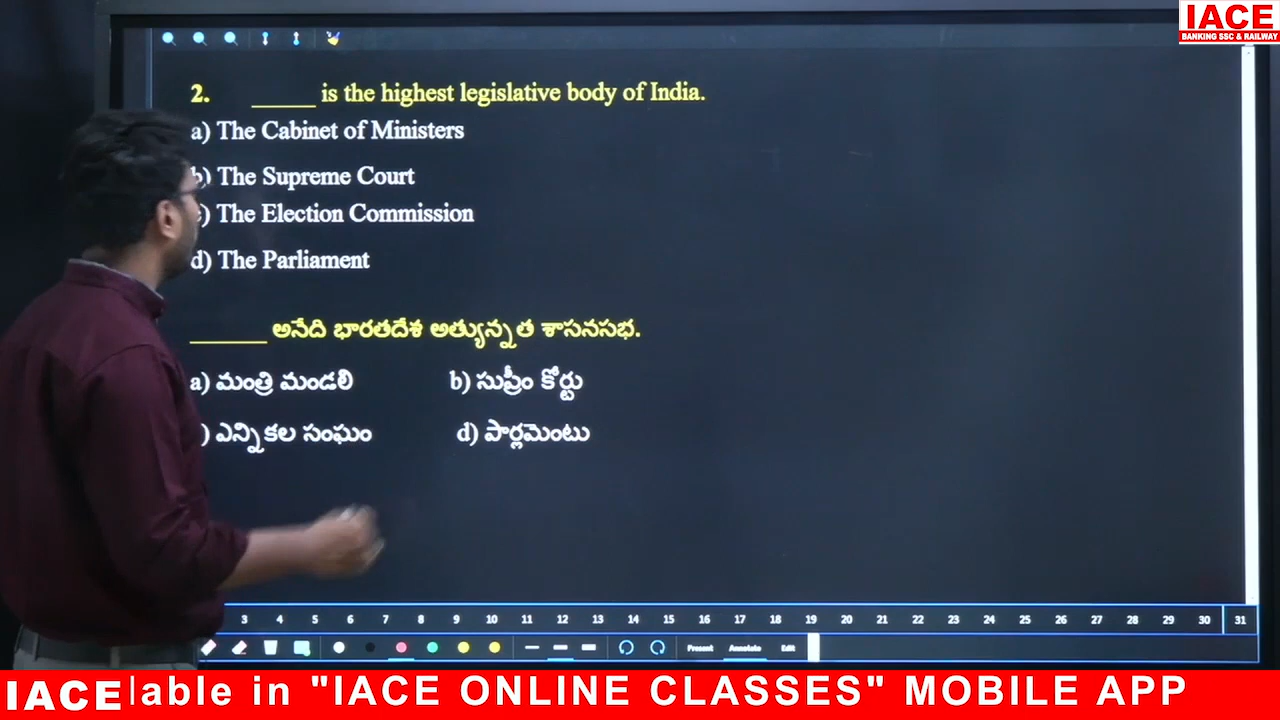 IACE
BANKING SSC & RAILWAY
2. _____ is the highest legislative body of India.
a) The Cabinet of Ministers
b) The Supreme Court
c) The Election Commission
d) The Parliament
______ అనేది భారతదేశ అత్యున్నత శాసనసభ.
a) మంత్రి మండలి b) సుప్రీం కోర్టు
) ఎన్నికల సంఘం d) పార్లమెంటు
3 4 5 6 7 8 9 10 11 12 13 14 15 16 17 18 19 20 21 22 23 24 25 26 27 28 29 30 31
Present Annotate Edit
IACE lable in "IACE ONLINE CLASSES" MOBILE APP